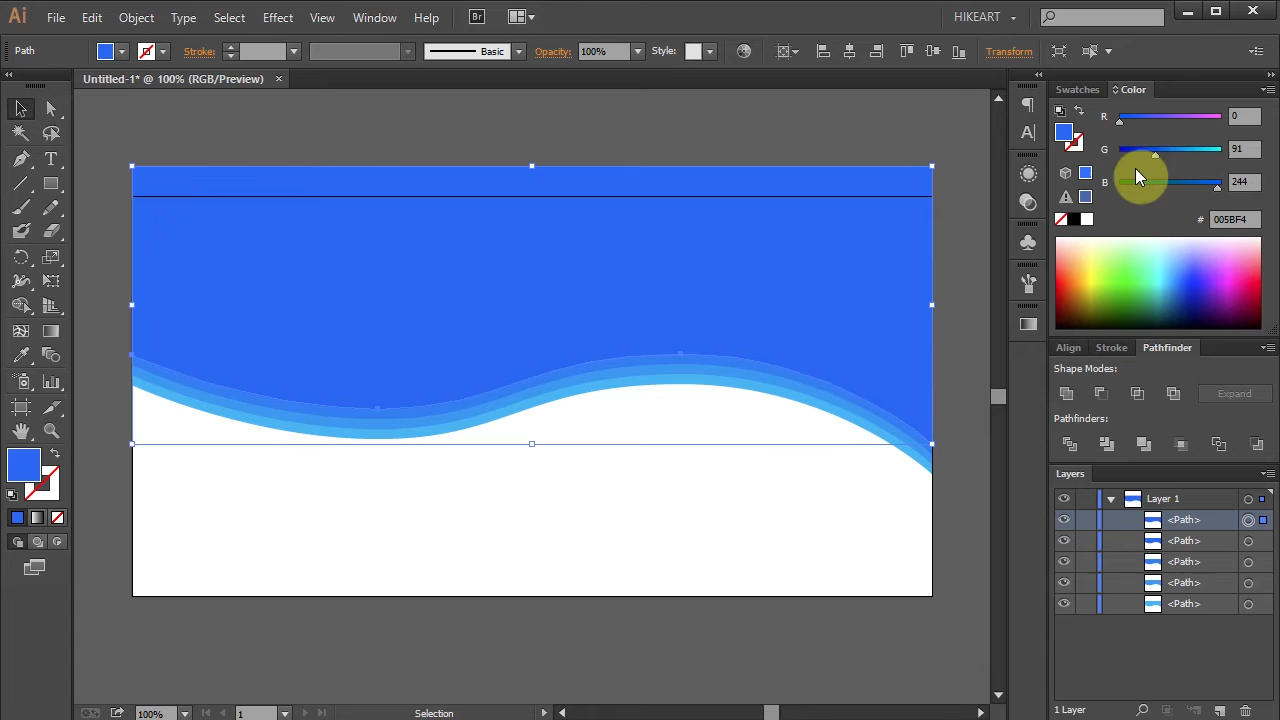 Ai File Edit Object Type Select Effect View Window Help Br HIKEART
Path Stroke: Basic Opacity: 100% Style: Transform
Untitled-1* @ 100% (RGB/Preview) ×
Swatches Color
R 0
G 91
B 244
# 005BF4
Align Stroke Pathfinder
Shape Modes:
Expand
Pathfinders:
Layers
Layer 1
<Path>
<Path>
<Path>
<Path>
<Path>
1 Layer
100% 1 Selection